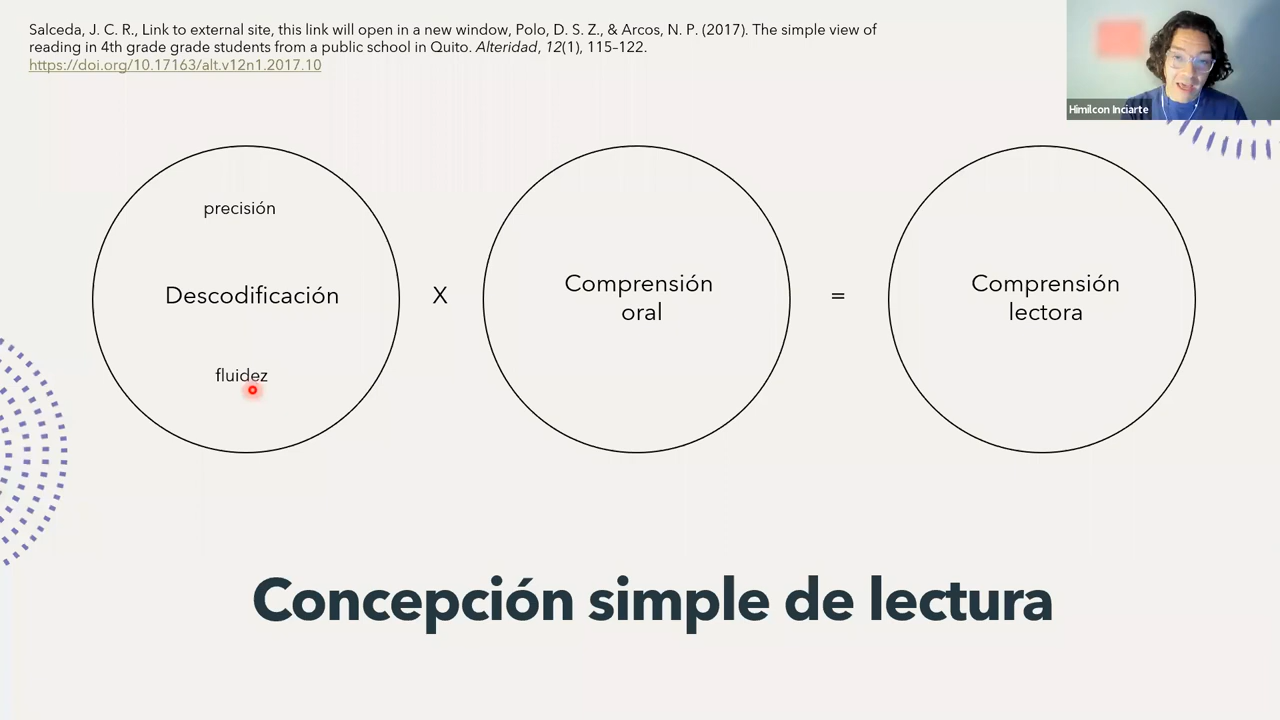 Salceda, J. C. R., Link to external site, this link will open in a new window, Polo, D. S. Z., & Arcos, N. P. (2017). The simple view of
reading in 4th grade grade students from a public school in Quito. Alteridad, 12(1), 115–122.
https://doi.org/10.17163/alt.v12n1.2017.10
Himilcon Inciarte
precisión
Descodificación
fluidez
X
Comprensión
oral
=
Comprensión
lectora
Concepción simple de lectura